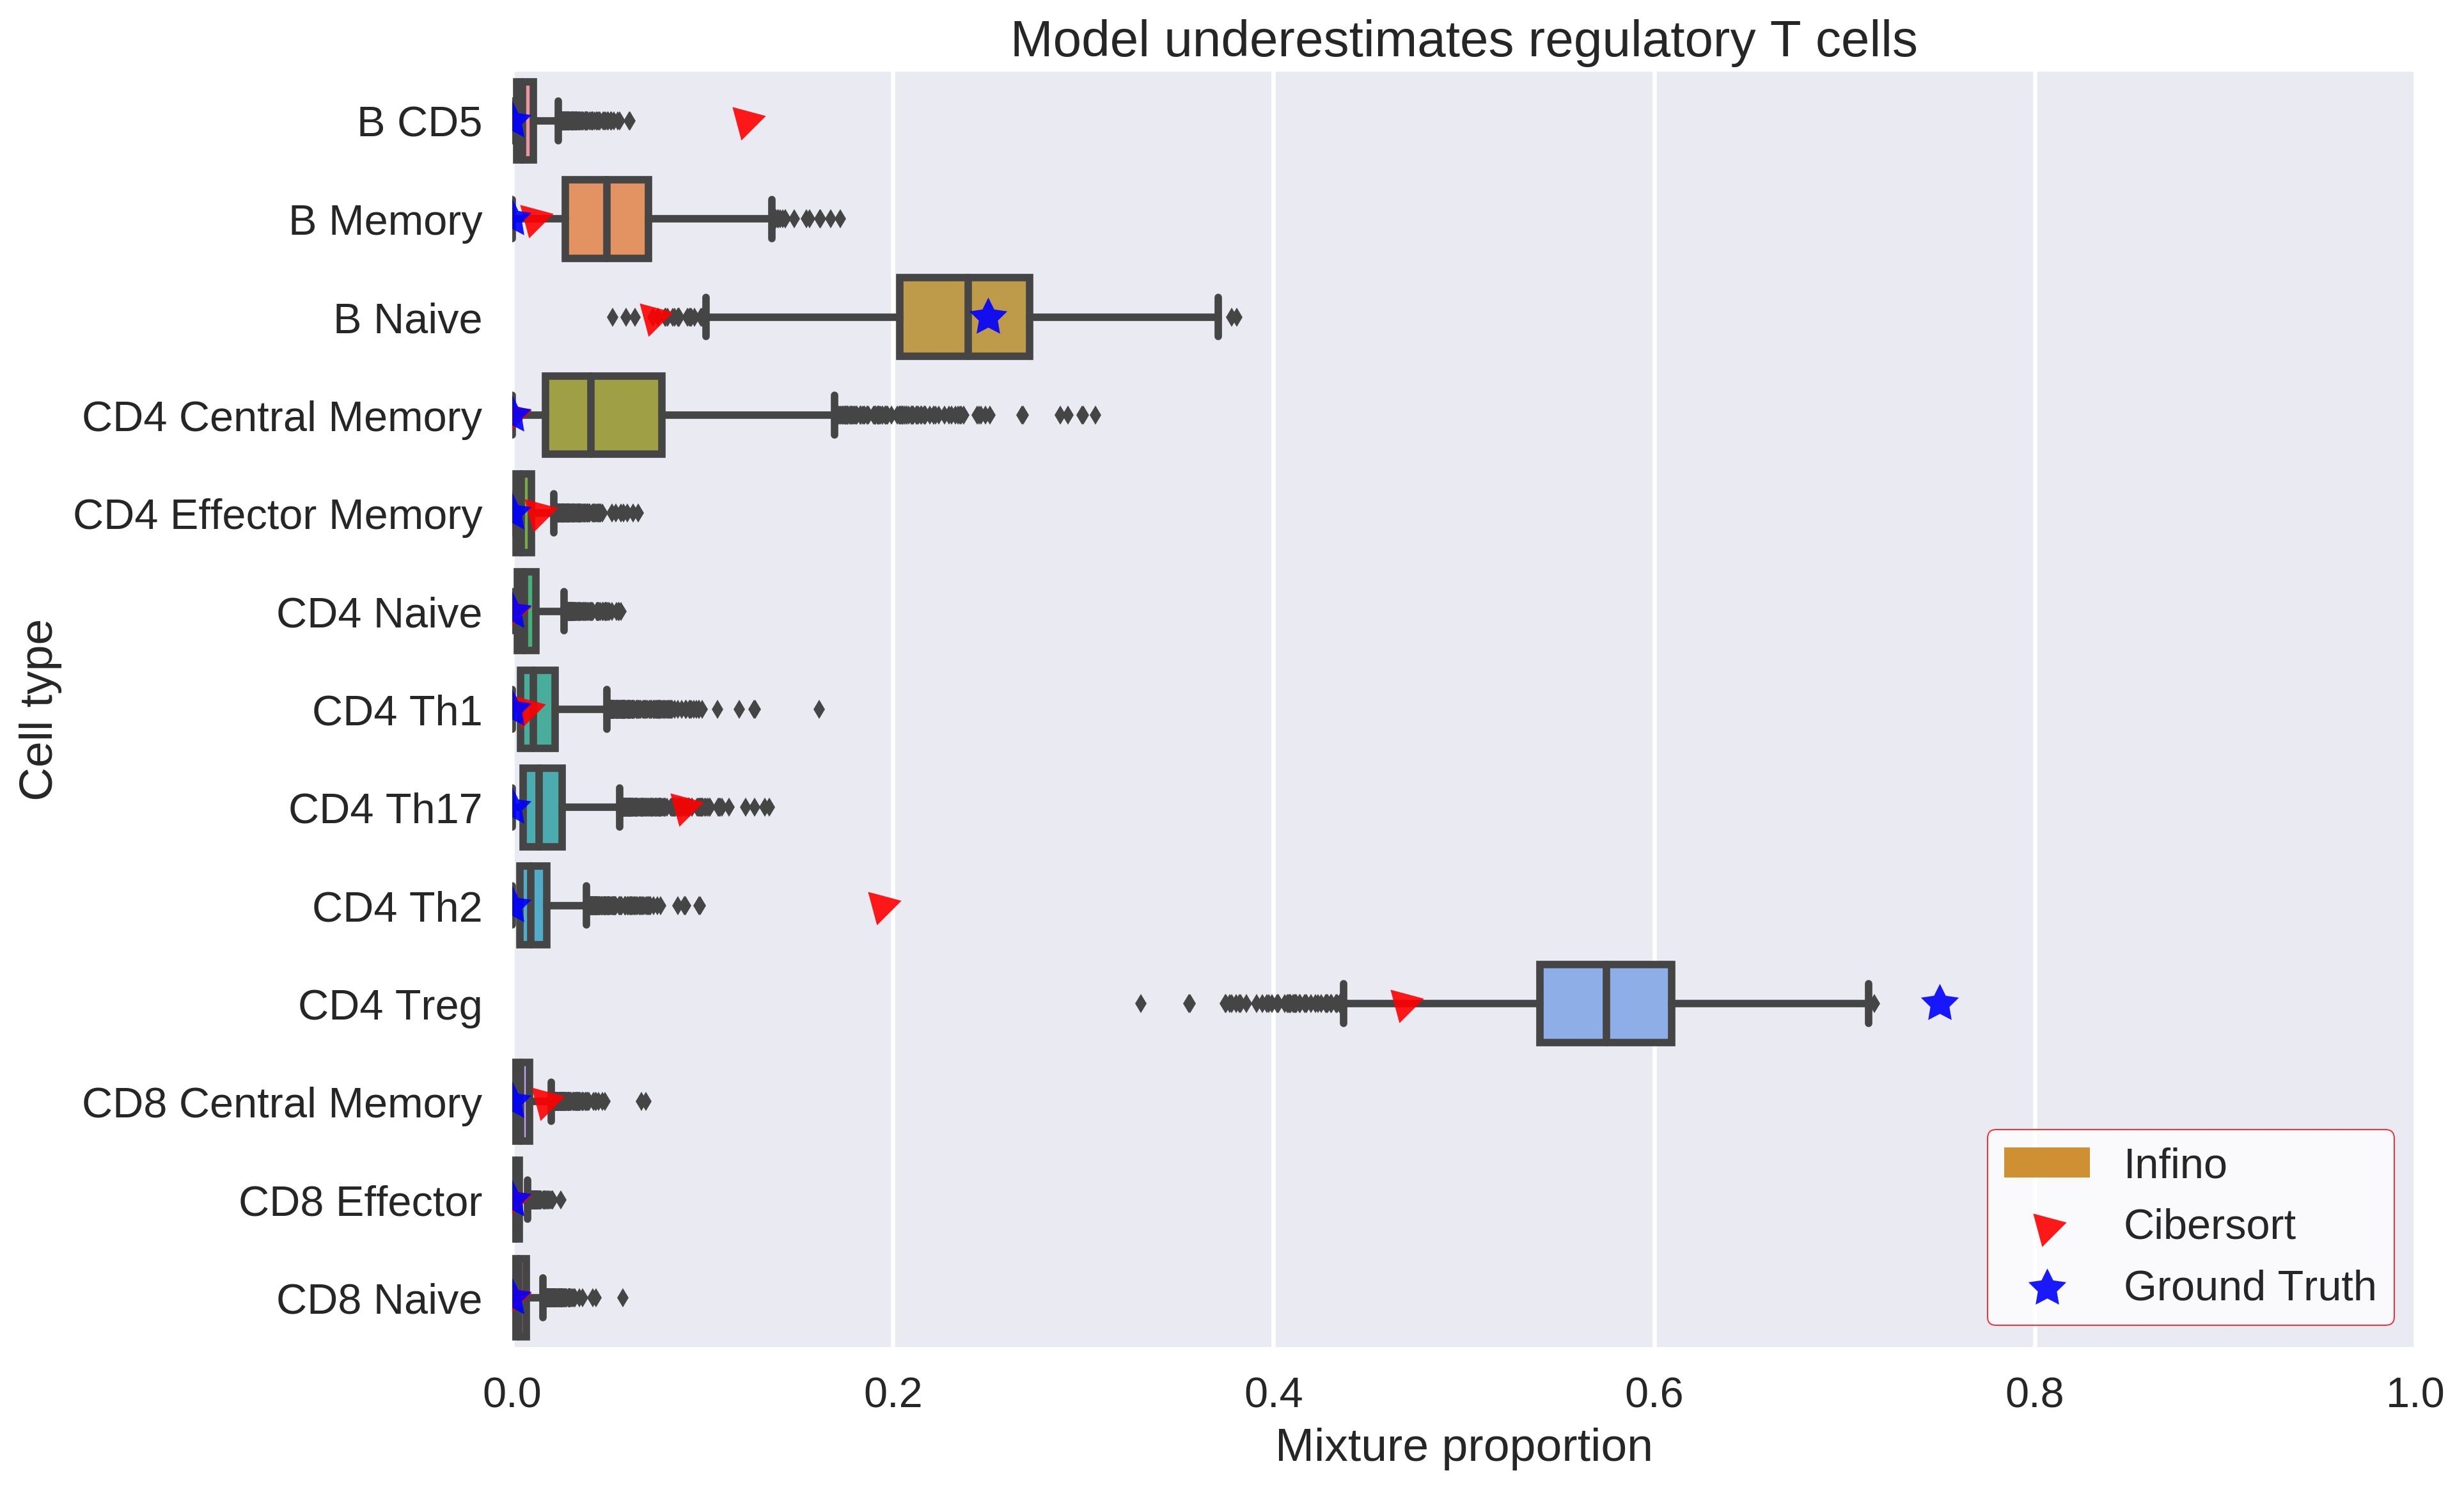 Model underestimates regulatory T cells
B CD5
B Memory
B Naive
CD4 Central Memory
CD4 Effector Memory
CD4 Naive
CD4 Th1
CD4 Th17
CD4 Th2
CD4 Treg
CD8 Central Memory
CD8 Effector
CD8 Naive
Cell type
0.0 0.2 0.4 0.6 0.8 1.0
Mixture proportion
Infino
Cibersort
Ground Truth